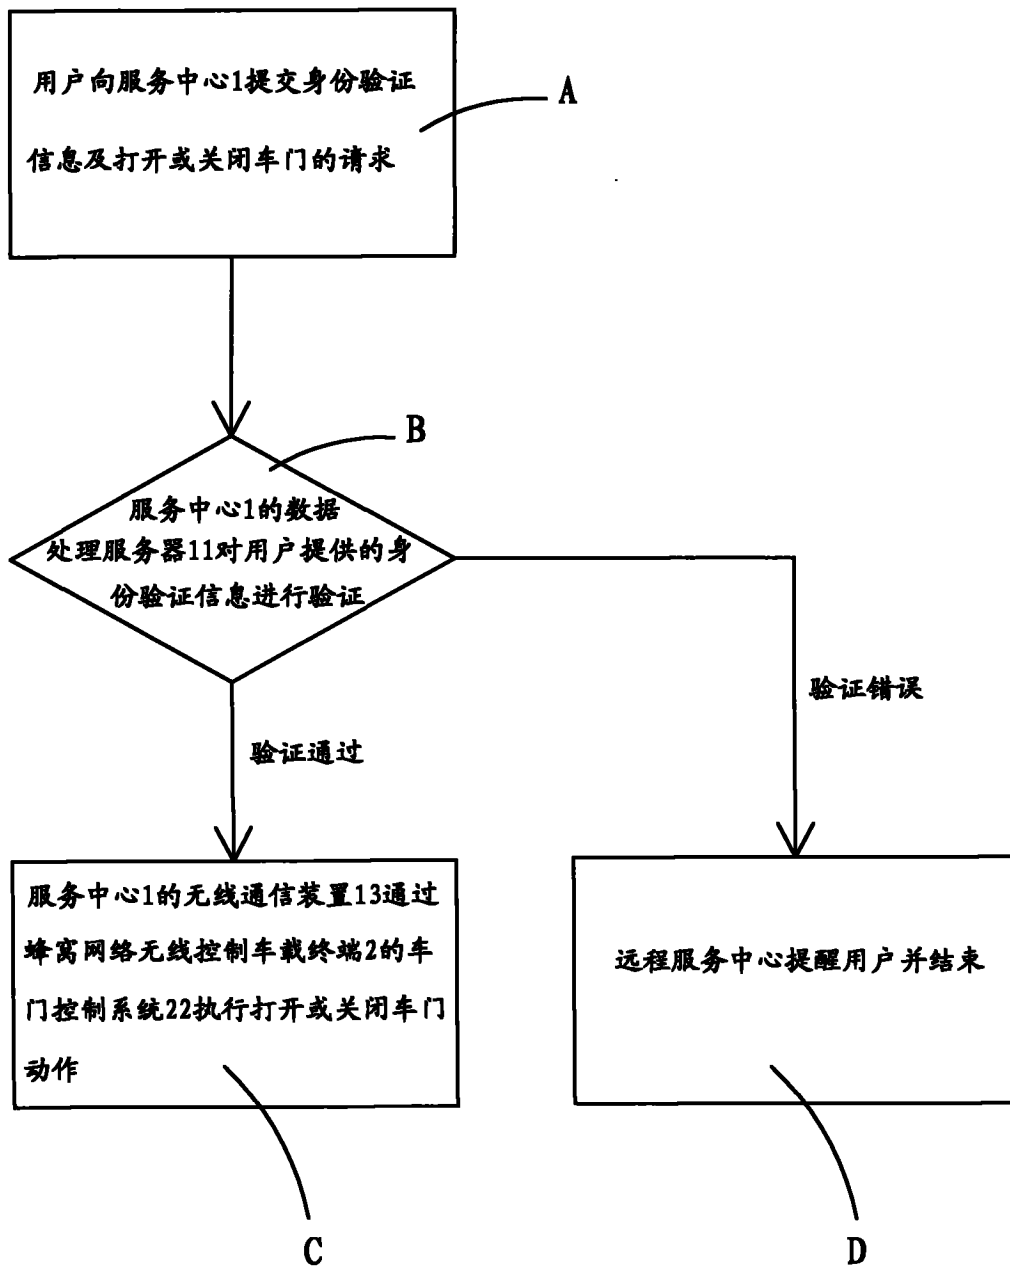 用户向服务中心1提交身份验证
信息及打开或关闭车门的请求
A
B
服务中心1的数据
处理服务器11对用户提供的身
份验证信息进行验证
验证错误
验证通过
服务中心1的无线通信装置13通过
蜂窝网络无线控制车载终端2的车
门控制系统22执行打开或关闭车门
动作
远程服务中心提醒用户并结束
C
D